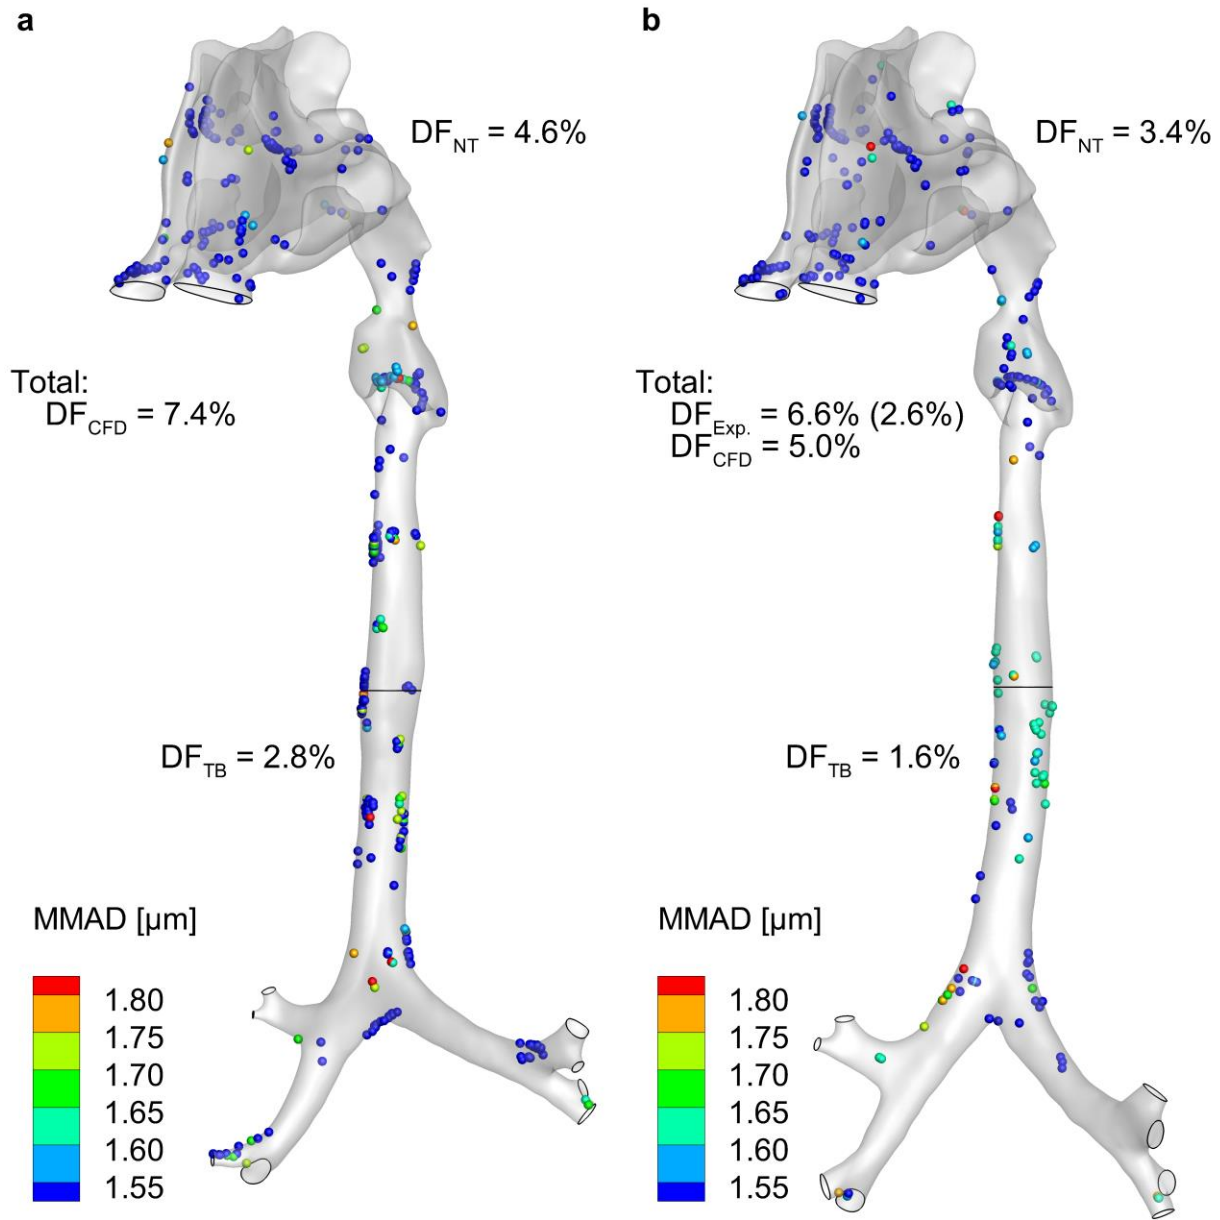 a
DF_NT = 4.6%
Total:
DF_CFD = 7.4%
DF_TB = 2.8%
MMAD [µm]
1.80
1.75
1.70
1.65
1.60
1.55
b
DF_NT = 3.4%
Total:
DF_Exp. = 6.6% (2.6%)
DF_CFD = 5.0%
DF_TB = 1.6%
MMAD [µm]
1.80
1.75
1.70
1.65
1.60
1.55